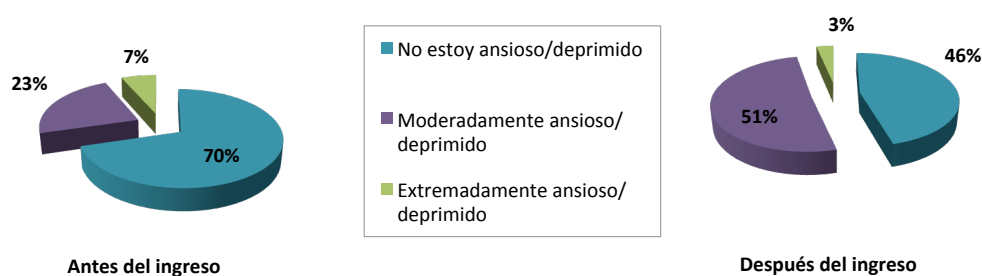 7%
23%
70%
Antes del ingreso
No estoy ansioso/deprimido
Moderadamente ansioso/
deprimido
Extremadamente ansioso/
deprimido
3%
46%
51%
Después del ingreso